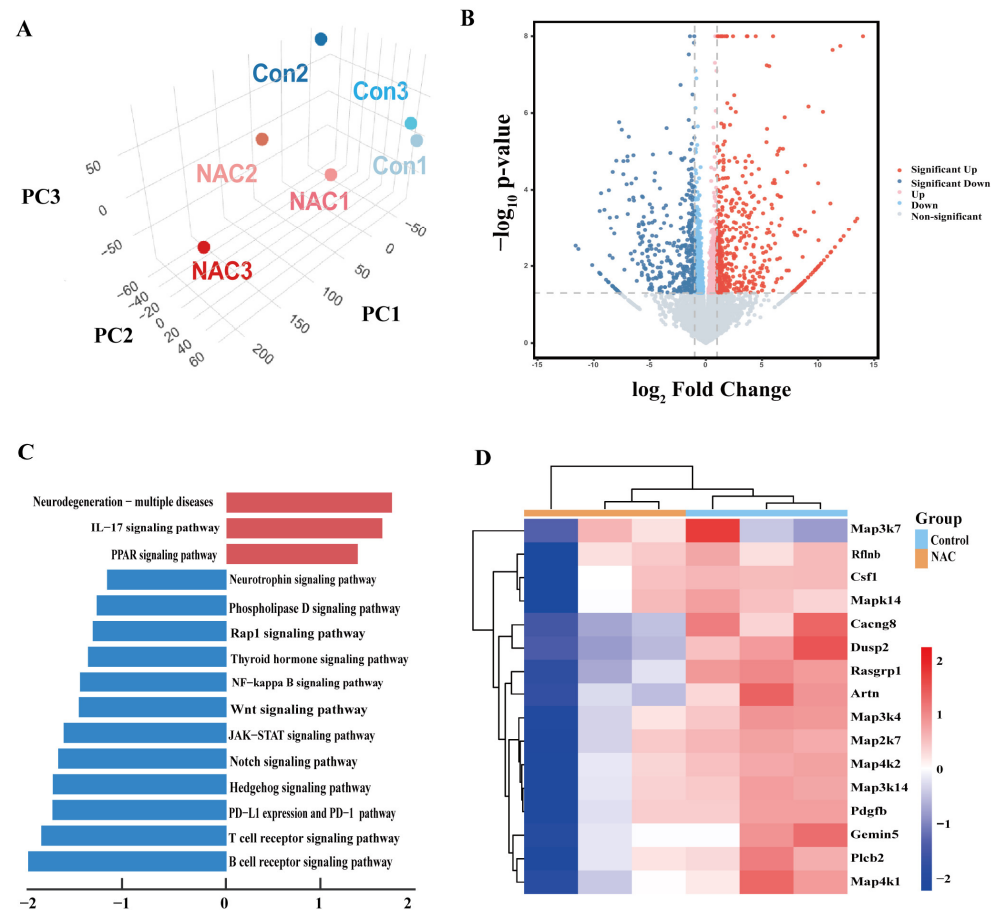 A
Con2
Con3
Con1
NAC2
NAC1
NAC3
PC3
PC2
PC1
50
0
-50
-60
-40
-20
0
20
40
60
200
150
100
50
0
-50
B
8
6
4
2
0
-15
-10
-5
0
5
10
15
-log10 p-value
log2 Fold Change
Significant Up
Significant Down
Up
Down
Non-significant
C
Neurodegeneration - multiple diseases
IL-17 signaling pathway
PPAR signaling pathway
Neurotrophin signaling pathway
Phospholipase D signaling pathway
Rap1 signaling pathway
Thyroid hormone signaling pathway
NF-kappa B signaling pathway
Wnt signaling pathway
JAK-STAT signaling pathway
Notch signaling pathway
Hedgehog signaling pathway
PD-L1 expression and PD-1 pathway
T cell receptor signaling pathway
B cell receptor signaling pathway
-2
-1
0
1
2
D
Map3k7
Rflnb
Csf1
Mapk14
Cacng8
Dusp2
Rasgrp1
Artn
Map3k4
Map2k7
Map4k2
Map3k14
Pdgfb
Gemin5
Plcb2
Map4k1
Group
Control
NAC
2
1
0
-1
-2